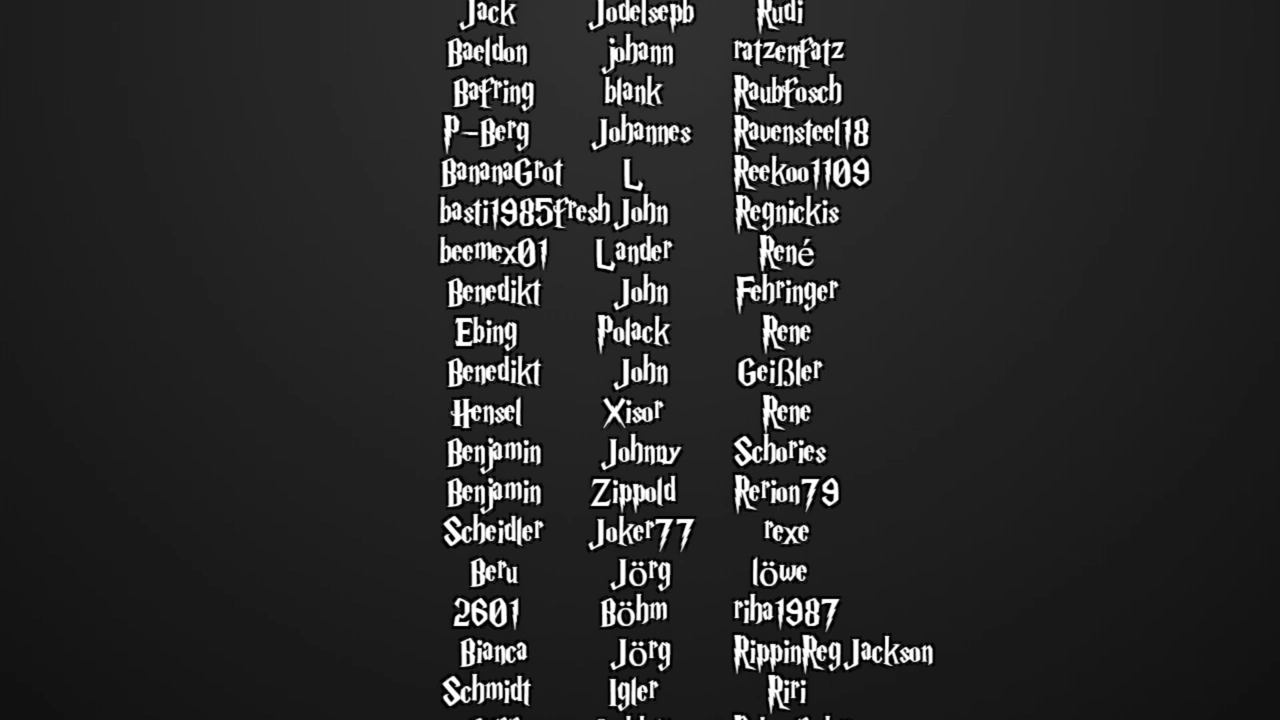 Jack Jodelsepb Rudi
Baeldon johann ratzenfatz
Bafring blank Raubfosch
P-Berg Johannes Ravensteel18
BananaGrot L Reekoo1109
basti1985fresh John Regnickis
beemex01 Lander René
Benedikt John Fehringer
Ebing Polack Rene
Benedikt John Geißler
Hensel Xisor Rene
Benjamin Johnny Schories
Benjamin Zippold Rerion79
Scheidler Joker77 rexe
Beru Jörg löwe
2601 Böhm riha1987
Bianca Jörg RippinRegJackson
Schmidt Igler Riri